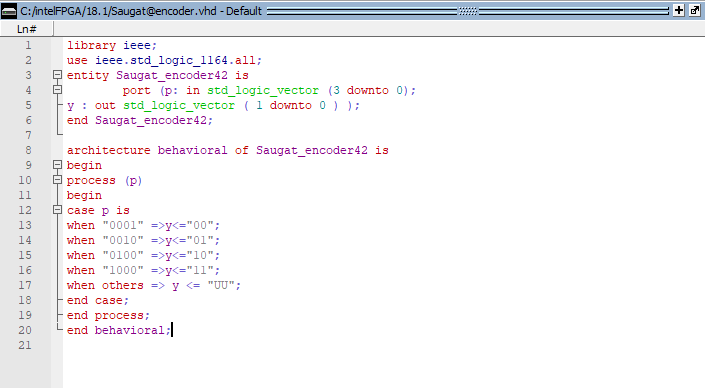 C:/intelFPGA/18.1/Saugat@encoder.vhd - Default
Ln#
1 library ieee;
2 use ieee.std_logic_1164.all;
3 entity Saugat_encoder42 is
4 port (p: in std_logic_vector (3 downto 0);
5 y : out std_logic_vector ( 1 downto 0 ) );
6 end Saugat_encoder42;
7
8 architecture behavioral of Saugat_encoder42 is
9 begin
10 process (p)
11 begin
12 case p is
13 when "0001" =>y<="00";
14 when "0010" =>y<="01";
15 when "0100" =>y<="10";
16 when "1000" =>y<="11";
17 when others => y <= "UU";
18 end case;
19 end process;
20 end behavioral;
21